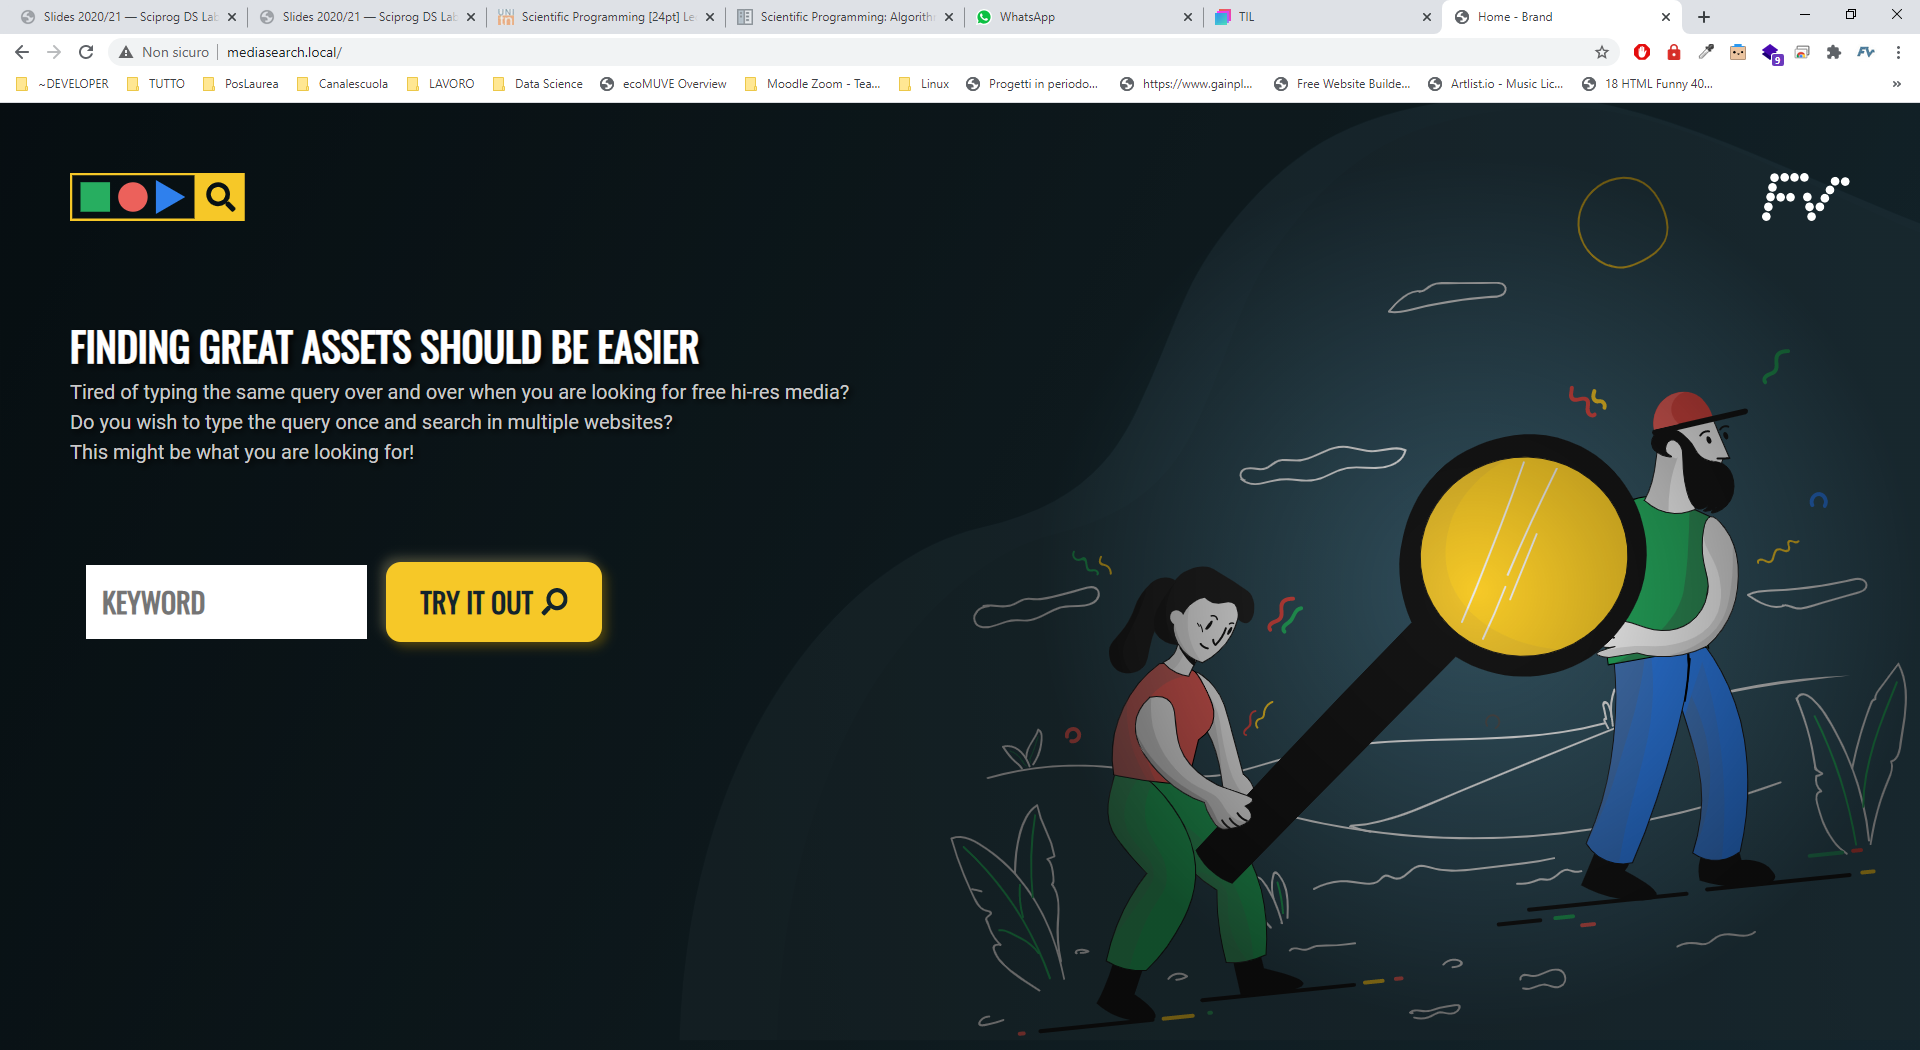 Slides 2020/21 — Sciprog DS Lab
Slides 2020/21 — Sciprog DS Lab
Scientific Programming [24pt] Le
Scientific Programming: Algorith
WhatsApp
TIL
Home - Brand
Non sicuro
mediasearch.local/
9
FV
~DEVELOPER
TUTTO
PosLaurea
Canalescuola
LAVORO
Data Science
ecoMUVE Overview
Moodle Zoom - Tea...
Linux
Progetti in periodo...
https://www.gainpl...
Free Website Builde...
Artlist.io - Music Lic...
18 HTML Funny 40...
»
FV
FINDING GREAT ASSETS SHOULD BE EASIER
Tired of typing the same query over and over when you are looking for free hi-res media?
Do you wish to type the query once and search in multiple websites?
This might be what you are looking for!
KEYWORD
TRY IT OUT